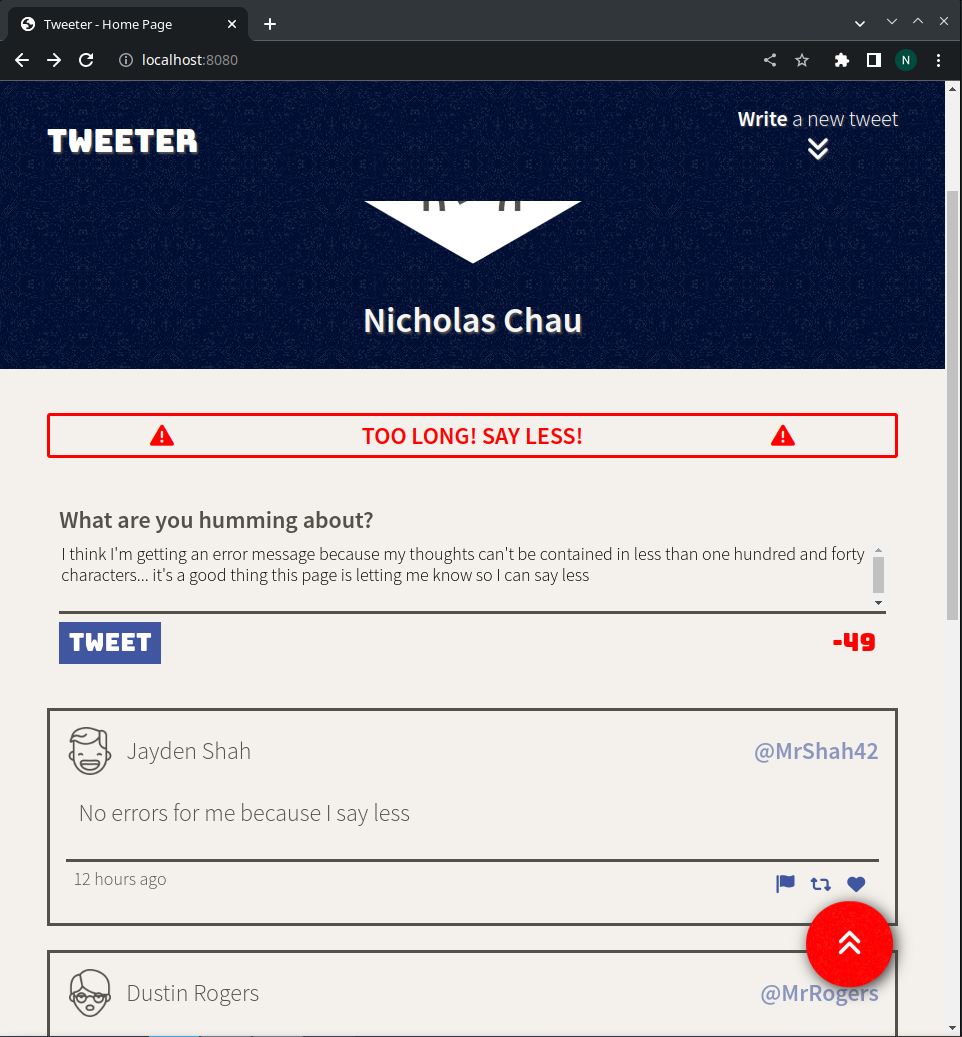 Tweeter - Home Page
localhost:8080
N
TWEETER
Write a new tweet
Nicholas Chau
TOO LONG! SAY LESS!
What are you humming about?
I think I'm getting an error message because my thoughts can't be contained in less than one hundred and forty
characters... it's a good thing this page is letting me know so I can say less
TWEET
-49
Jayden Shah
@MrShah42
No errors for me because I say less
12 hours ago
Dustin Rogers
@MrRogers